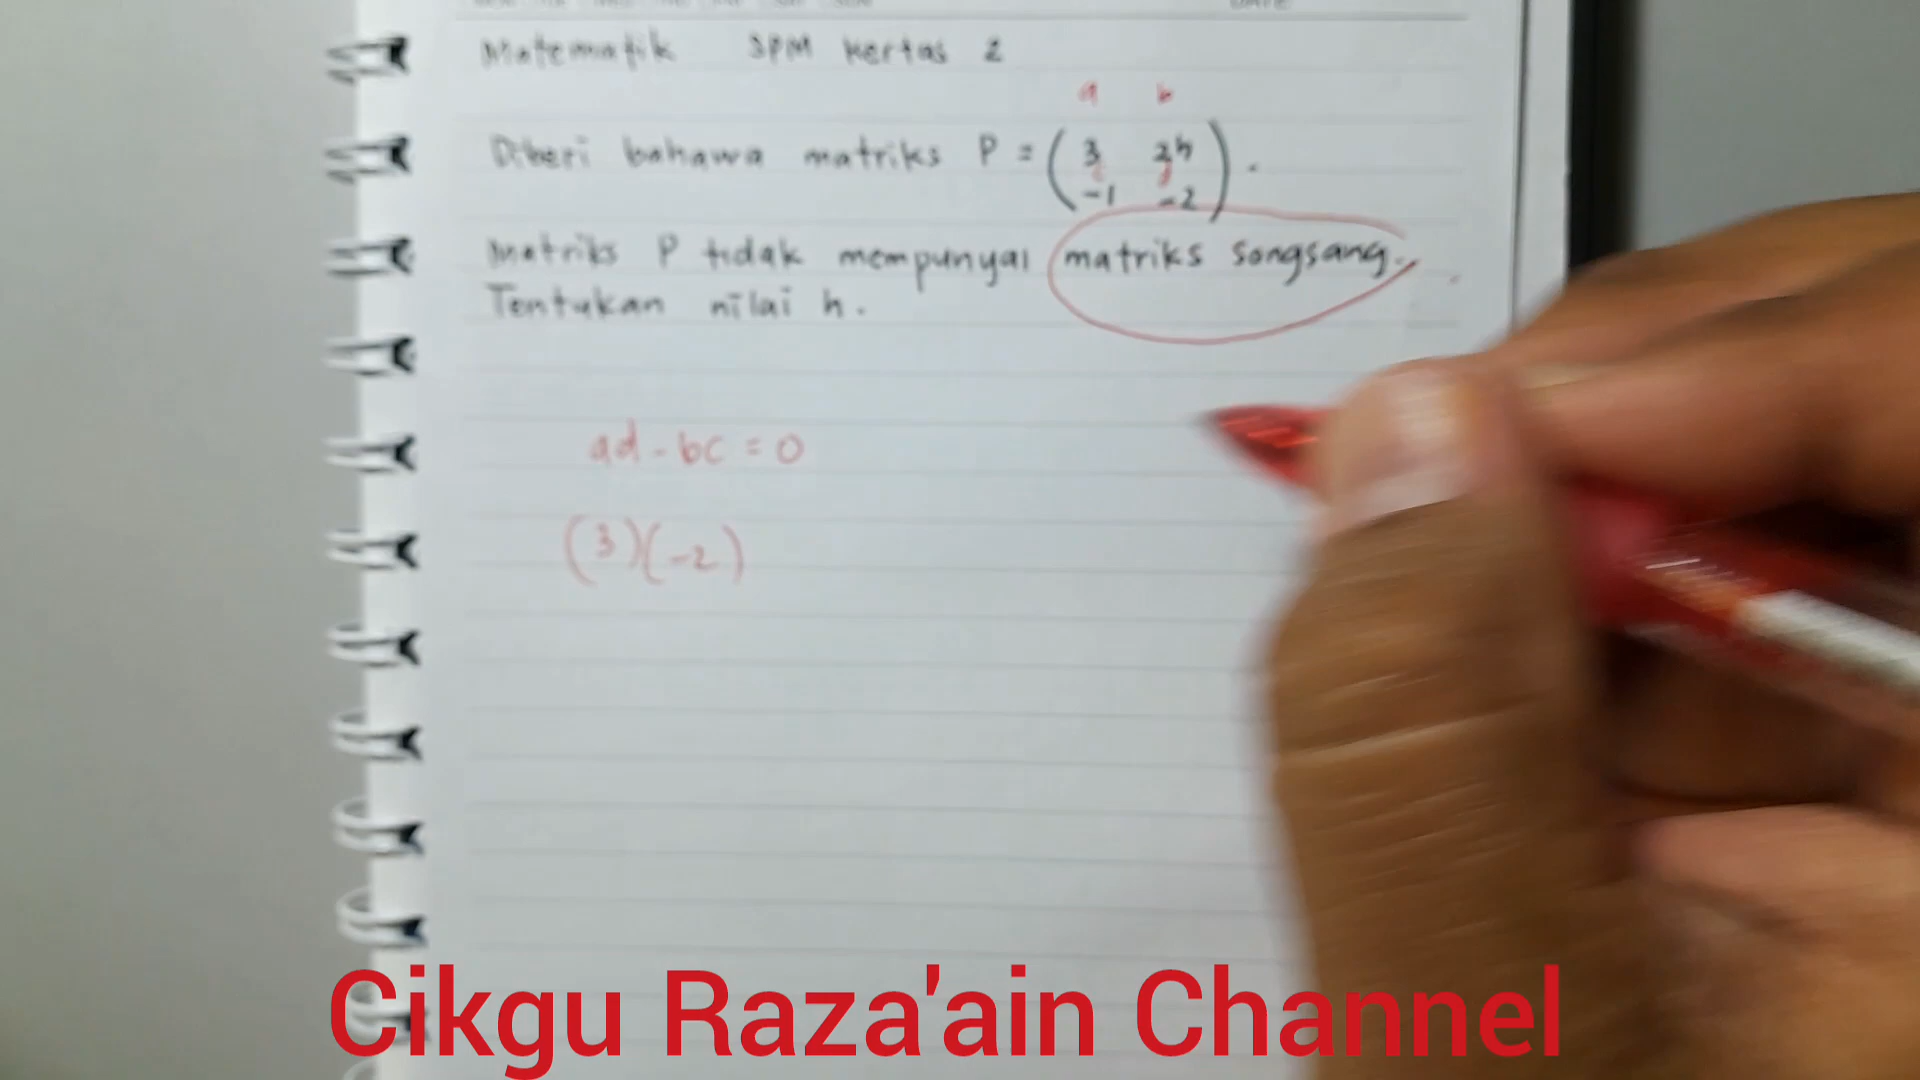 DATE
Matematik SPM Kertas 2
a b
Diberi bahawa matriks P = ( 3 2h ) .
-1 -2
Matriks P tidak mempunyai matriks songsang.
Tentukan nilai h.
ad - bc = 0
(3)(-2)
Cikgu Raza'ain Channel